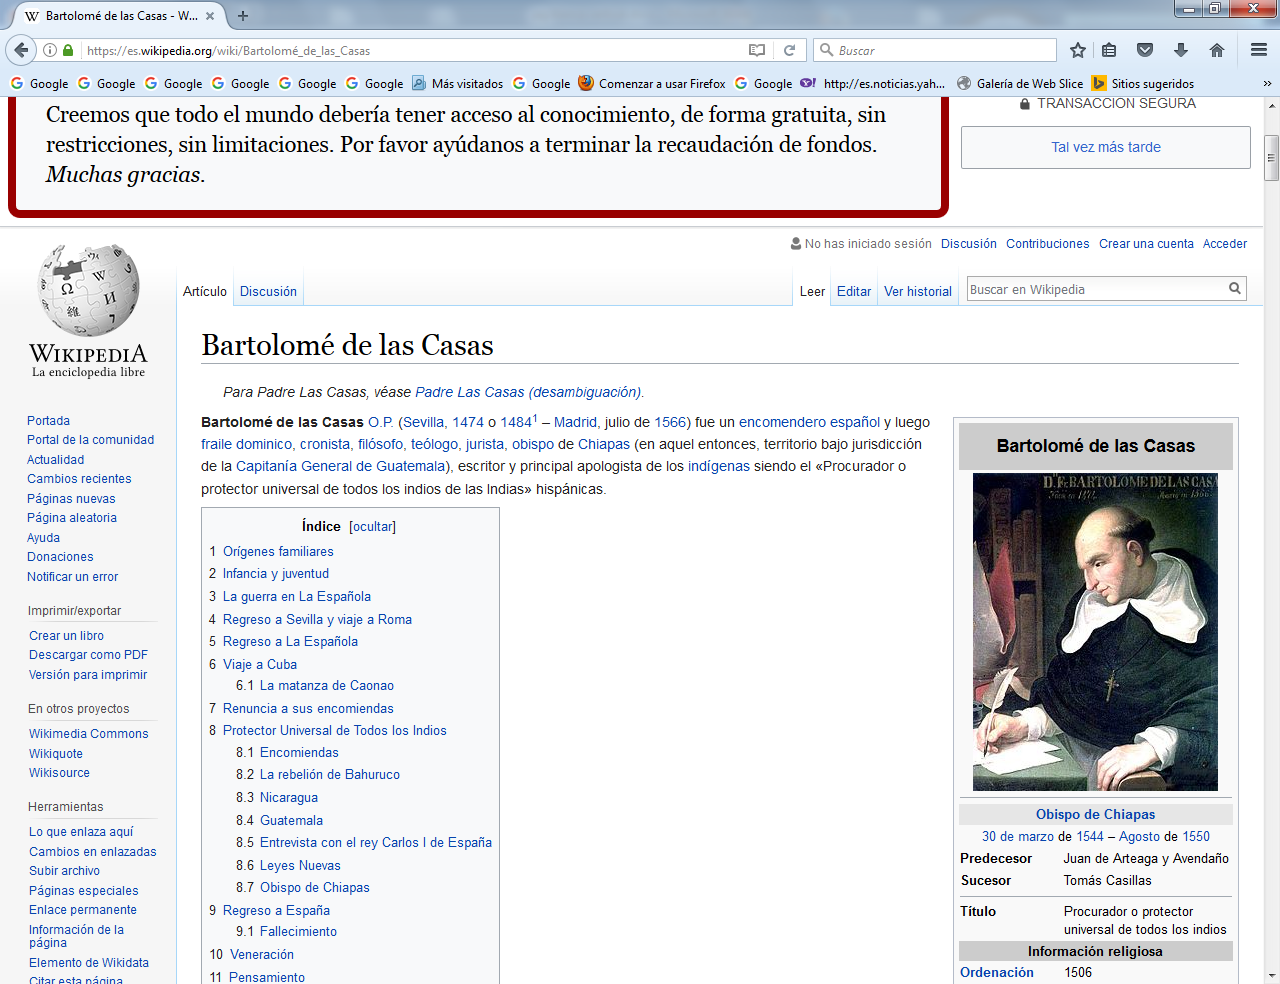 Bartolomé de las Casas - W...
https://es.wikipedia.org/wiki/Bartolomé_de_las_Casas
Buscar
Google
Google
Google
Google
Google
Google
Más visitados
Google
Comenzar a usar Firefox
Google
http://es.noticias.yah...
Galería de Web Slice
Sitios sugeridos
Creemos que todo el mundo debería tener acceso al conocimiento, de forma gratuita, sin
restricciones, sin limitaciones. Por favor ayúdanos a terminar la recaudación de fondos.
Muchas gracias.
TRANSACCIÓN SEGURA
Tal vez más tarde
No has iniciado sesión Discusión Contribuciones Crear una cuenta Acceder
Artículo Discusión
Leer Editar Ver historial
Buscar en Wikipedia
WIKIPEDIA
La enciclopedia libre
Portada
Portal de la comunidad
Actualidad
Cambios recientes
Páginas nuevas
Página aleatoria
Ayuda
Donaciones
Notificar un error
Imprimir/exportar
Crear un libro
Descargar como PDF
Versión para imprimir
En otros proyectos
Wikimedia Commons
Wikiquote
Wikisource
Herramientas
Lo que enlaza aquí
Cambios en enlazadas
Subir archivo
Páginas especiales
Enlace permanente
Información de la
página
Elemento de Wikidata
Citar esta página
Bartolomé de las Casas
Para Padre Las Casas, véase Padre Las Casas (desambiguación).
Bartolomé de las Casas O.P. (Sevilla, 1474 o 1484¹ – Madrid, julio de 1566) fue un encomendero español y luego
fraile dominico, cronista, filósofo, teólogo, jurista, obispo de Chiapas (en aquel entonces, territorio bajo jurisdicción
de la Capitanía General de Guatemala), escritor y principal apologista de los indígenas siendo el «Procurador o
protector universal de todos los indios de las Indias» hispánicas.
Índice [ocultar]
1 Orígenes familiares
2 Infancia y juventud
3 La guerra en La Española
4 Regreso a Sevilla y viaje a Roma
5 Regreso a La Española
6 Viaje a Cuba
6.1 La matanza de Caonao
7 Renuncia a sus encomiendas
8 Protector Universal de Todos los Indios
8.1 Encomiendas
8.2 La rebelión de Bahuruco
8.3 Nicaragua
8.4 Guatemala
8.5 Entrevista con el rey Carlos I de España
8.6 Leyes Nuevas
8.7 Obispo de Chiapas
9 Regreso a España
9.1 Fallecimiento
10 Veneración
11 Pensamiento
Bartolomé de las Casas
D. Fr. BARTOLOME DE LAS CASA
Obispo de Chiapas
30 de marzo de 1544 – Agosto de 1550
Predecesor Juan de Arteaga y Avendaño
Sucesor Tomás Casillas
Título Procurador o protector
universal de todos los indios
Información religiosa
Ordenación 1506